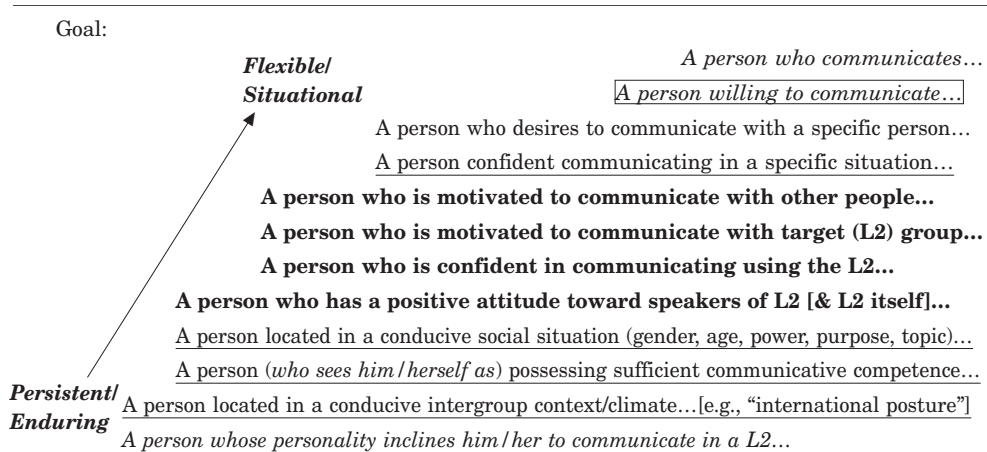 Goal:
A person who communicates…
Flexible/
Situational
A person willing to communicate…
A person who desires to communicate with a specific person…
A person confident communicating in a specific situation…
A person who is motivated to communicate with other people…
A person who is motivated to communicate with target (L2) group…
A person who is confident in communicating using the L2…
A person who has a positive attitude toward speakers of L2 [& L2 itself]…
A person located in a conducive social situation (gender, age, power, purpose, topic)…
A person (who sees him/herself as) possessing sufficient communicative competence…
Persistent/
Enduring
A person located in a conducive intergroup context/climate…[e.g., “international posture”]
A person whose personality inclines him/her to communicate in a L2…